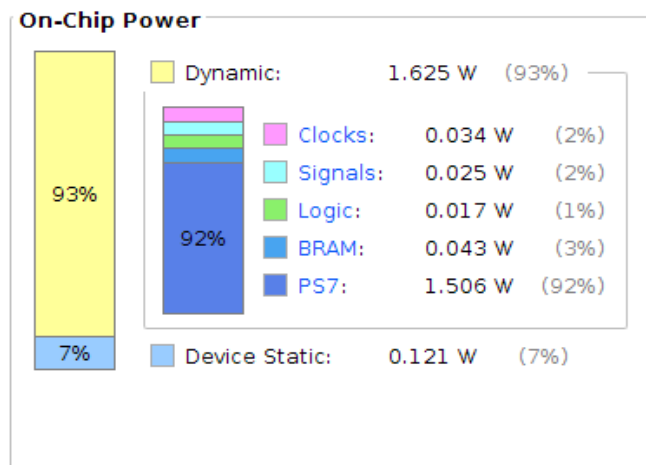 On-Chip Power
Dynamic: 1.625 W (93%)
Clocks: 0.034 W (2%)
Signals: 0.025 W (2%)
93%
Logic: 0.017 W (1%)
92%
BRAM: 0.043 W (3%)
PS7: 1.506 W (92%)
7%
Device Static: 0.121 W (7%)